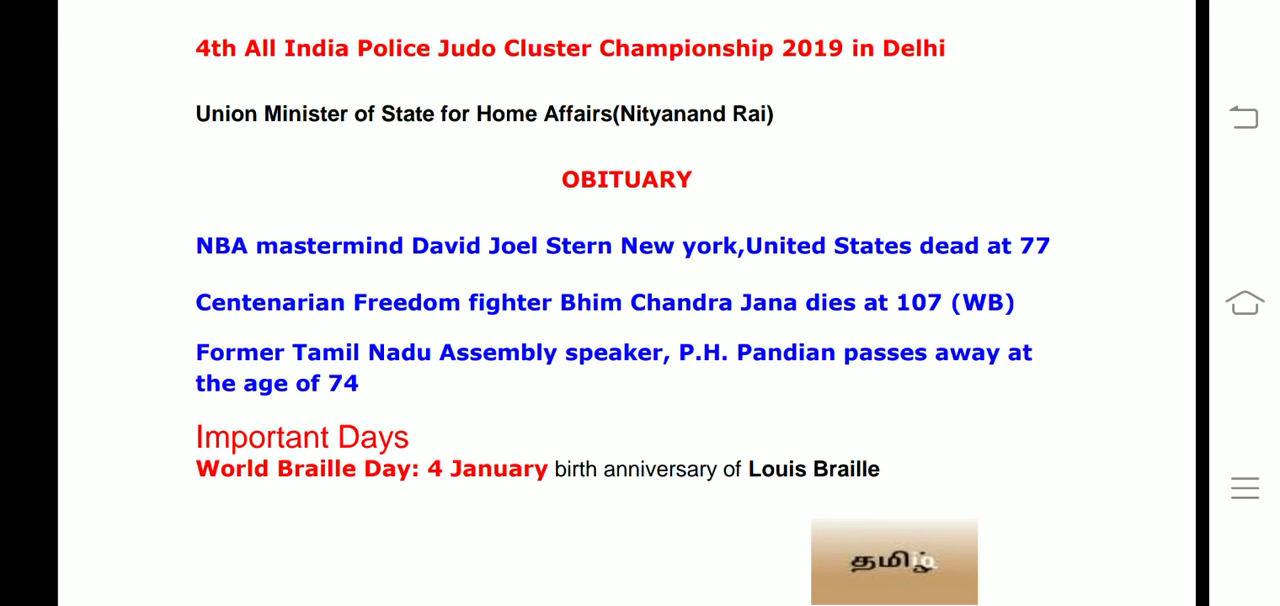 4th All India Police Judo Cluster Championship 2019 in Delhi
Union Minister of State for Home Affairs(Nityanand Rai)
OBITUARY
NBA mastermind David Joel Stern New york,United States dead at 77
Centenarian Freedom fighter Bhim Chandra Jana dies at 107 (WB)
Former Tamil Nadu Assembly speaker, P.H. Pandian passes away at
the age of 74
Important Days
World Braille Day: 4 January birth anniversary of Louis Braille
தமிழ்